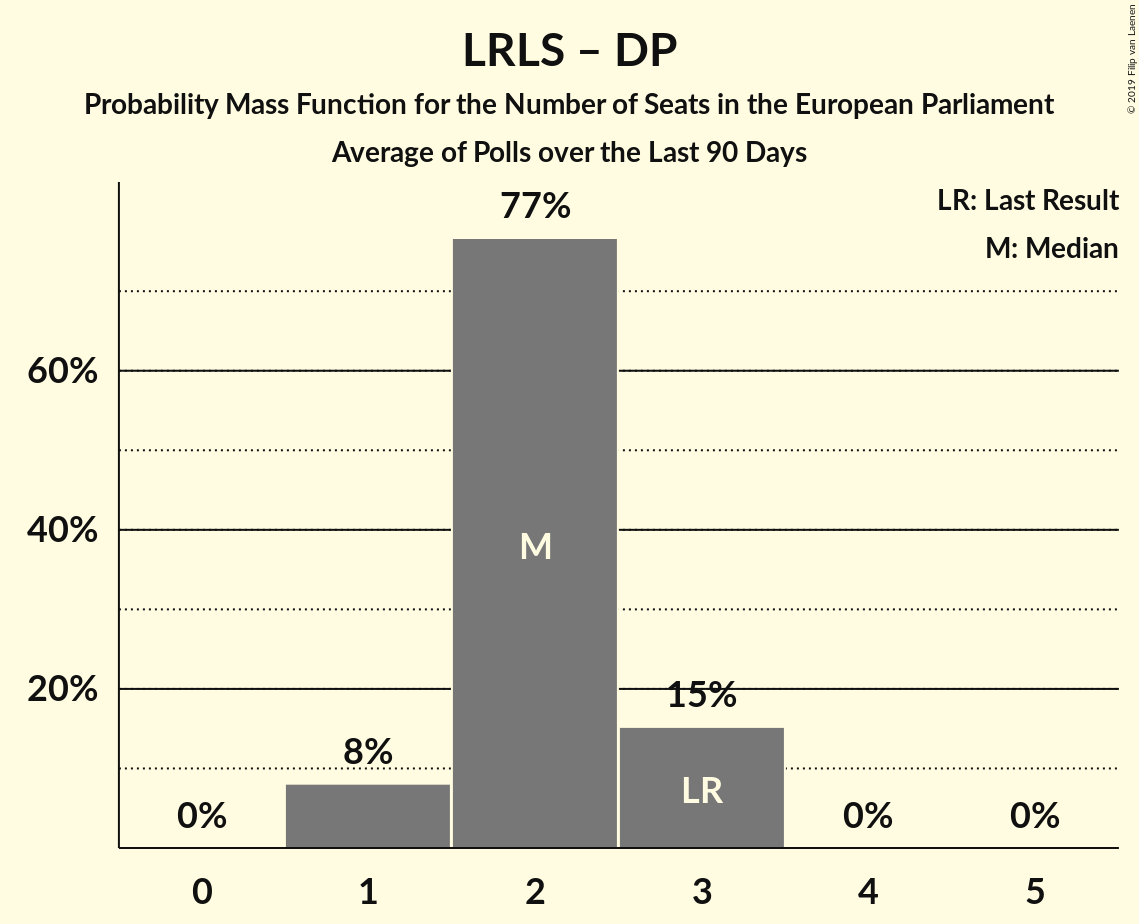 LRLS – DP
Probability Mass Function for the Number of Seats in the European Parliament
Average of Polls over the Last 90 Days
© 2019 Filip van Laenen
LR: Last Result
M: Median
77%
60%
40%
M
20%
15%
8%
LR
0%
0%
0%
0 1 2 3 4 5